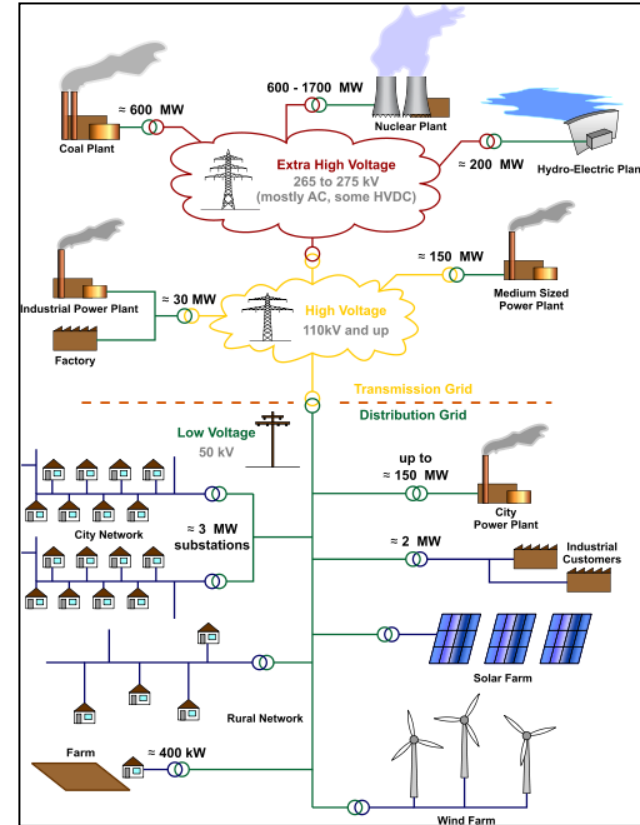 600 - 1700 MW
≈ 600 MW
Coal Plant
Nuclear Plant
Extra High Voltage
265 to 275 kV
(mostly AC, some HVDC)
≈ 200 MW
Hydro-Electric Plant
≈ 150 MW
Medium Sized
Power Plant
Industrial Power Plant
≈ 30 MW
High Voltage
110kV and up
Factory
Transmission Grid
Distribution Grid
Low Voltage
50 kV
up to
≈ 150 MW
City
Power Plant
City Network
≈ 3 MW
substations
≈ 2 MW
Industrial
Customers
Solar Farm
Rural Network
Farm
≈ 400 kW
Wind Farm